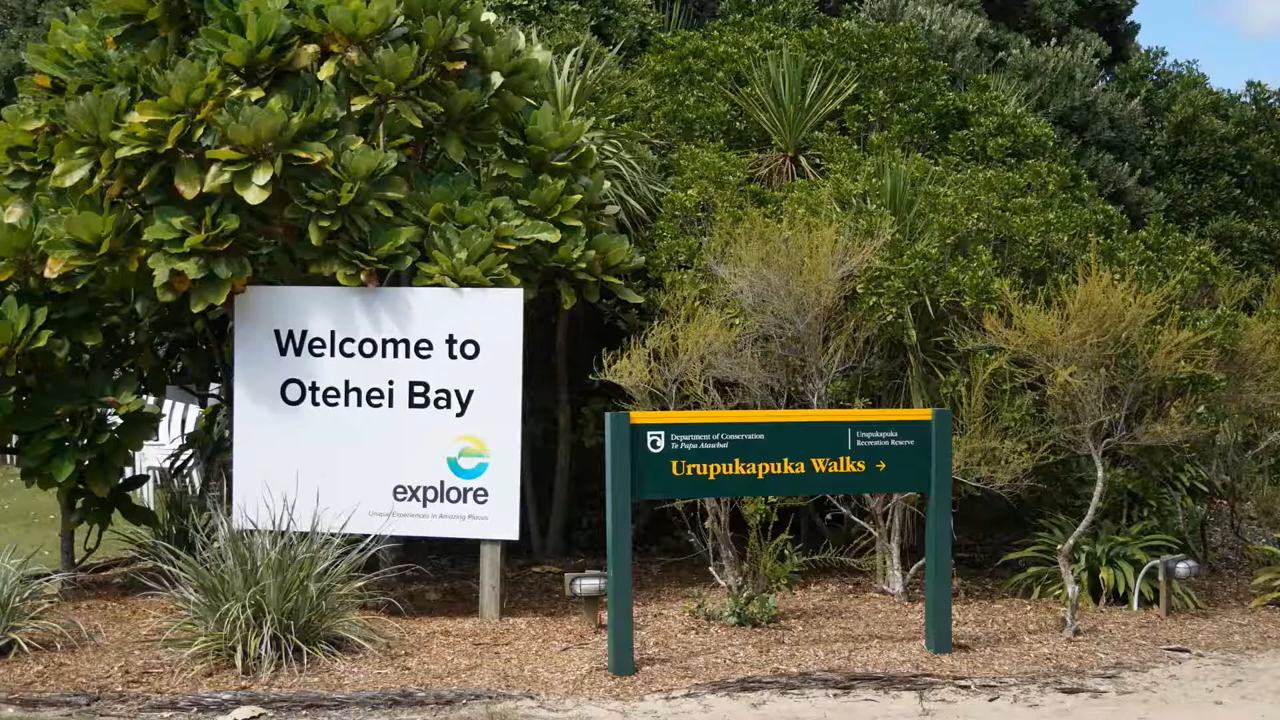 Welcome to
Otehei Bay
explore
Unique Experiences in Amazing Places
Department of Conservation
Te Papa Atawhai
Urupukapuka
Recreation Reserve
Urupukapuka Walks →